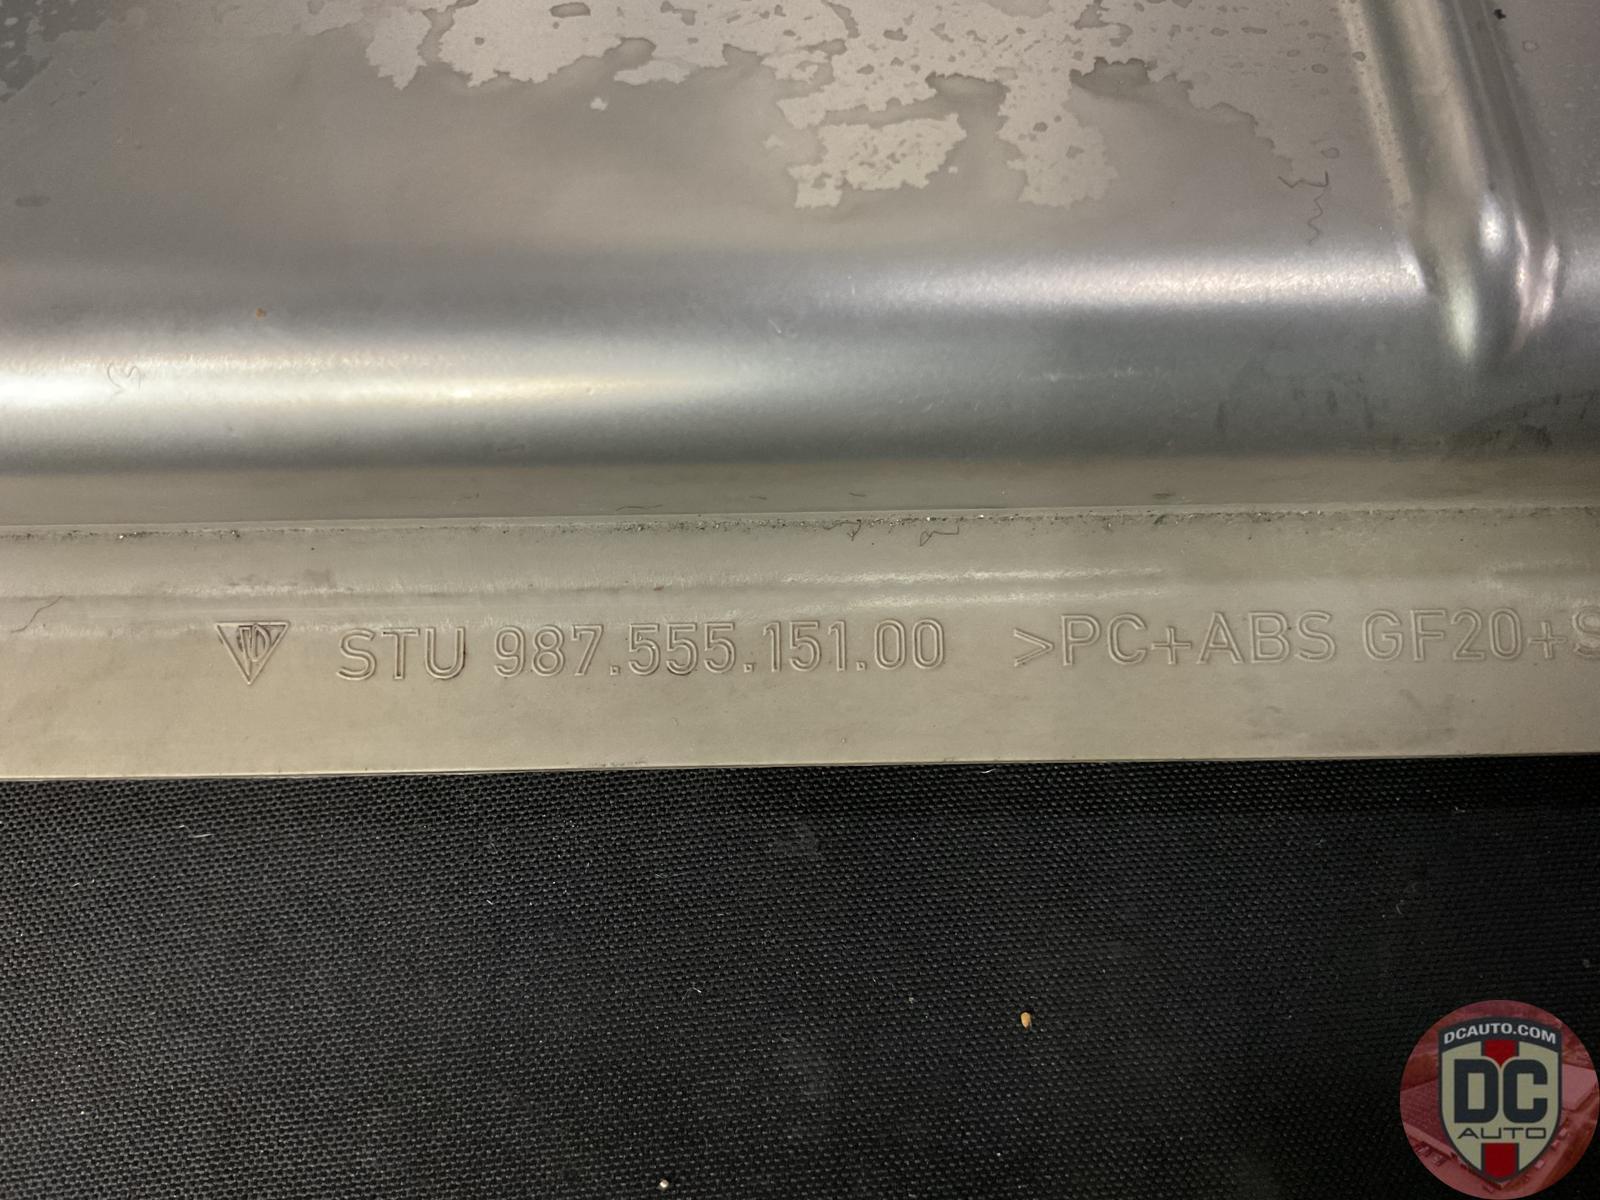 STU 987.555.151.00 >PC+ABS GF20+S
DCAUTO.COM
DC
AUTO